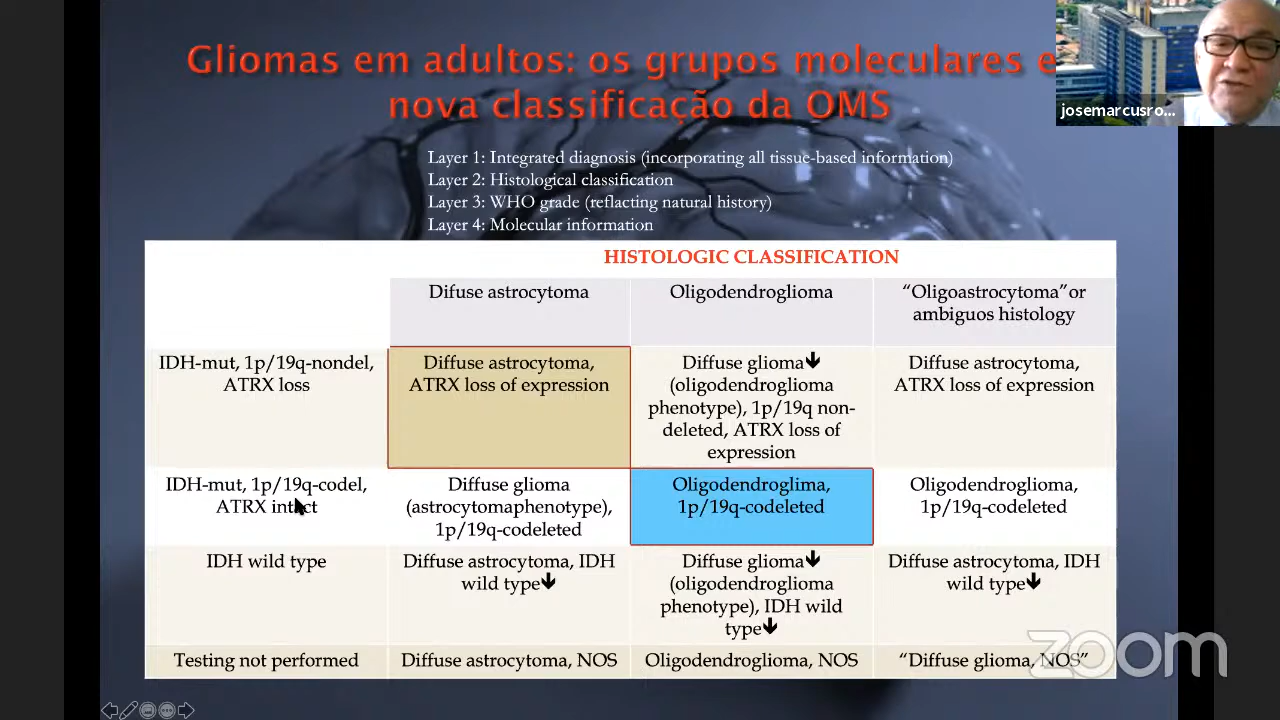 Gliomas em adultos: os grupos moleculares e
nova classificação da OMS
josemarcusro...
Layer 1: Integrated diagnosis (incorporating all tissue-based information)
Layer 2: Histological classification
Layer 3: WHO grade (reflacting natural history)
Layer 4: Molecular information
HISTOLOGIC CLASSIFICATION
Difuse astrocytoma
Oligodendroglioma
“Oligoastrocytoma”or
ambiguos histology
IDH-mut, 1p/19q-nondel,
ATRX loss
Diffuse astrocytoma,
ATRX loss of expression
Diffuse glioma🡻
(oligodendroglioma
phenotype), 1p/19q non-
deleted, ATRX loss of
expression
Diffuse astrocytoma,
ATRX loss of expression
IDH-mut, 1p/19q-codel,
ATRX intact
Diffuse glioma
(astrocytomaphenotype),
1p/19q-codeleted
Oligodendroglima,
1p/19q-codeleted
Oligodendroglioma,
1p/19q-codeleted
IDH wild type
Diffuse astrocytoma, IDH
wild type🡻
Diffuse glioma🡻
(oligodendroglioma
phenotype), IDH wild
type🡻
Diffuse astrocytoma, IDH
wild type🡻
Testing not performed
Diffuse astrocytoma, NOS
Oligodendroglioma, NOS
“Diffuse glioma, NOS”
zoom